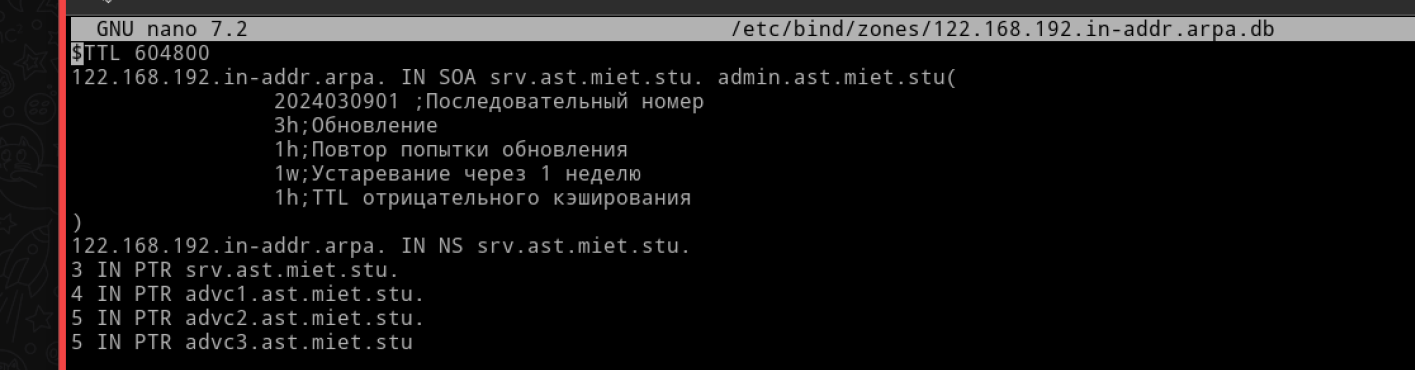 GNU nano 7.2 /etc/bind/zones/122.168.192.in-addr.arpa.db
$TTL 604800
122.168.192.in-addr.arpa. IN SOA srv.ast.miet.stu. admin.ast.miet.stu(
2024030901 ;Последовательный номер
3h;Обновление
1h;Повтор попытки обновления
1w;Устаревание через 1 неделю
1h;TTL отрицательного кэширования
)
122.168.192.in-addr.arpa. IN NS srv.ast.miet.stu.
3 IN PTR srv.ast.miet.stu.
4 IN PTR advc1.ast.miet.stu.
5 IN PTR advc2.ast.miet.stu.
5 IN PTR advc3.ast.miet.stu